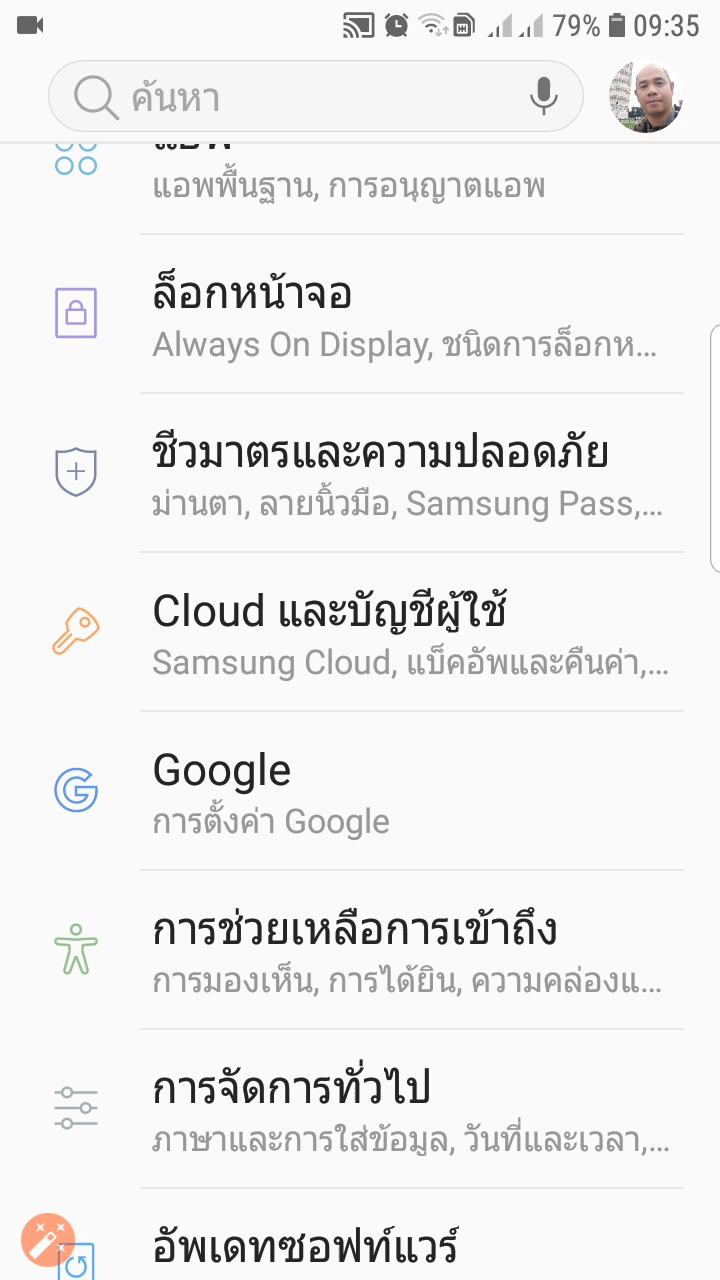 79% 09:35
ค้นหา
แอพ
แอพพื้นฐาน, การอนุญาตแอพ
ล็อกหน้าจอ
Always On Display, ชนิดการล็อกห...
ชีวมาตรและความปลอดภัย
ม่านตา, ลายนิ้วมือ, Samsung Pass,...
Cloud และบัญชีผู้ใช้
Samsung Cloud, แบ็คอัพและคืนค่า,...
Google
การตั้งค่า Google
การช่วยเหลือการเข้าถึง
การมองเห็น, การได้ยิน, ความคล่องแ...
การจัดการทั่วไป
ภาษาและการใส่ข้อมูล, วันที่และเวลา,...
อัพเดทซอฟท์แวร์